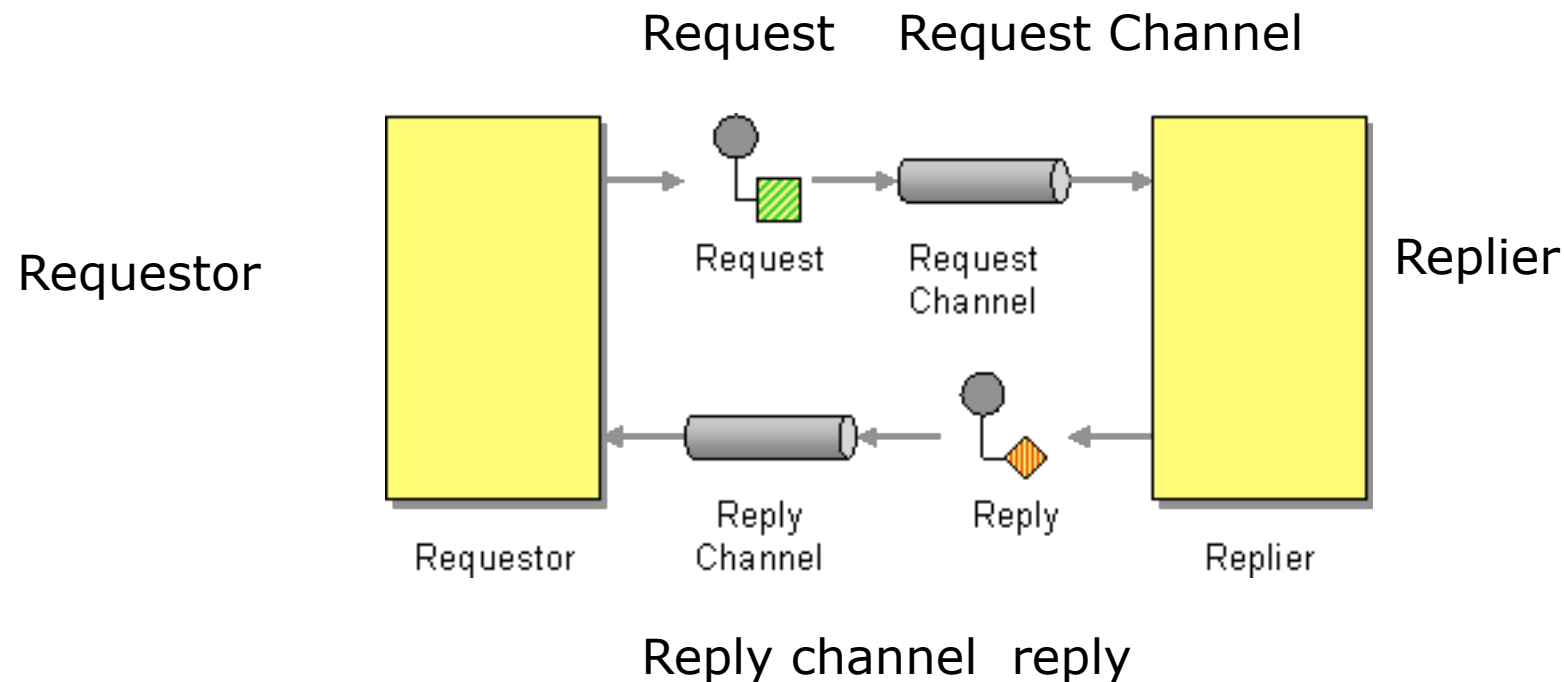 Request Request Channel
Request Request
Channel
Requestor
Replier
Reply
Channel
Reply
Requestor
Replier
Reply channel reply